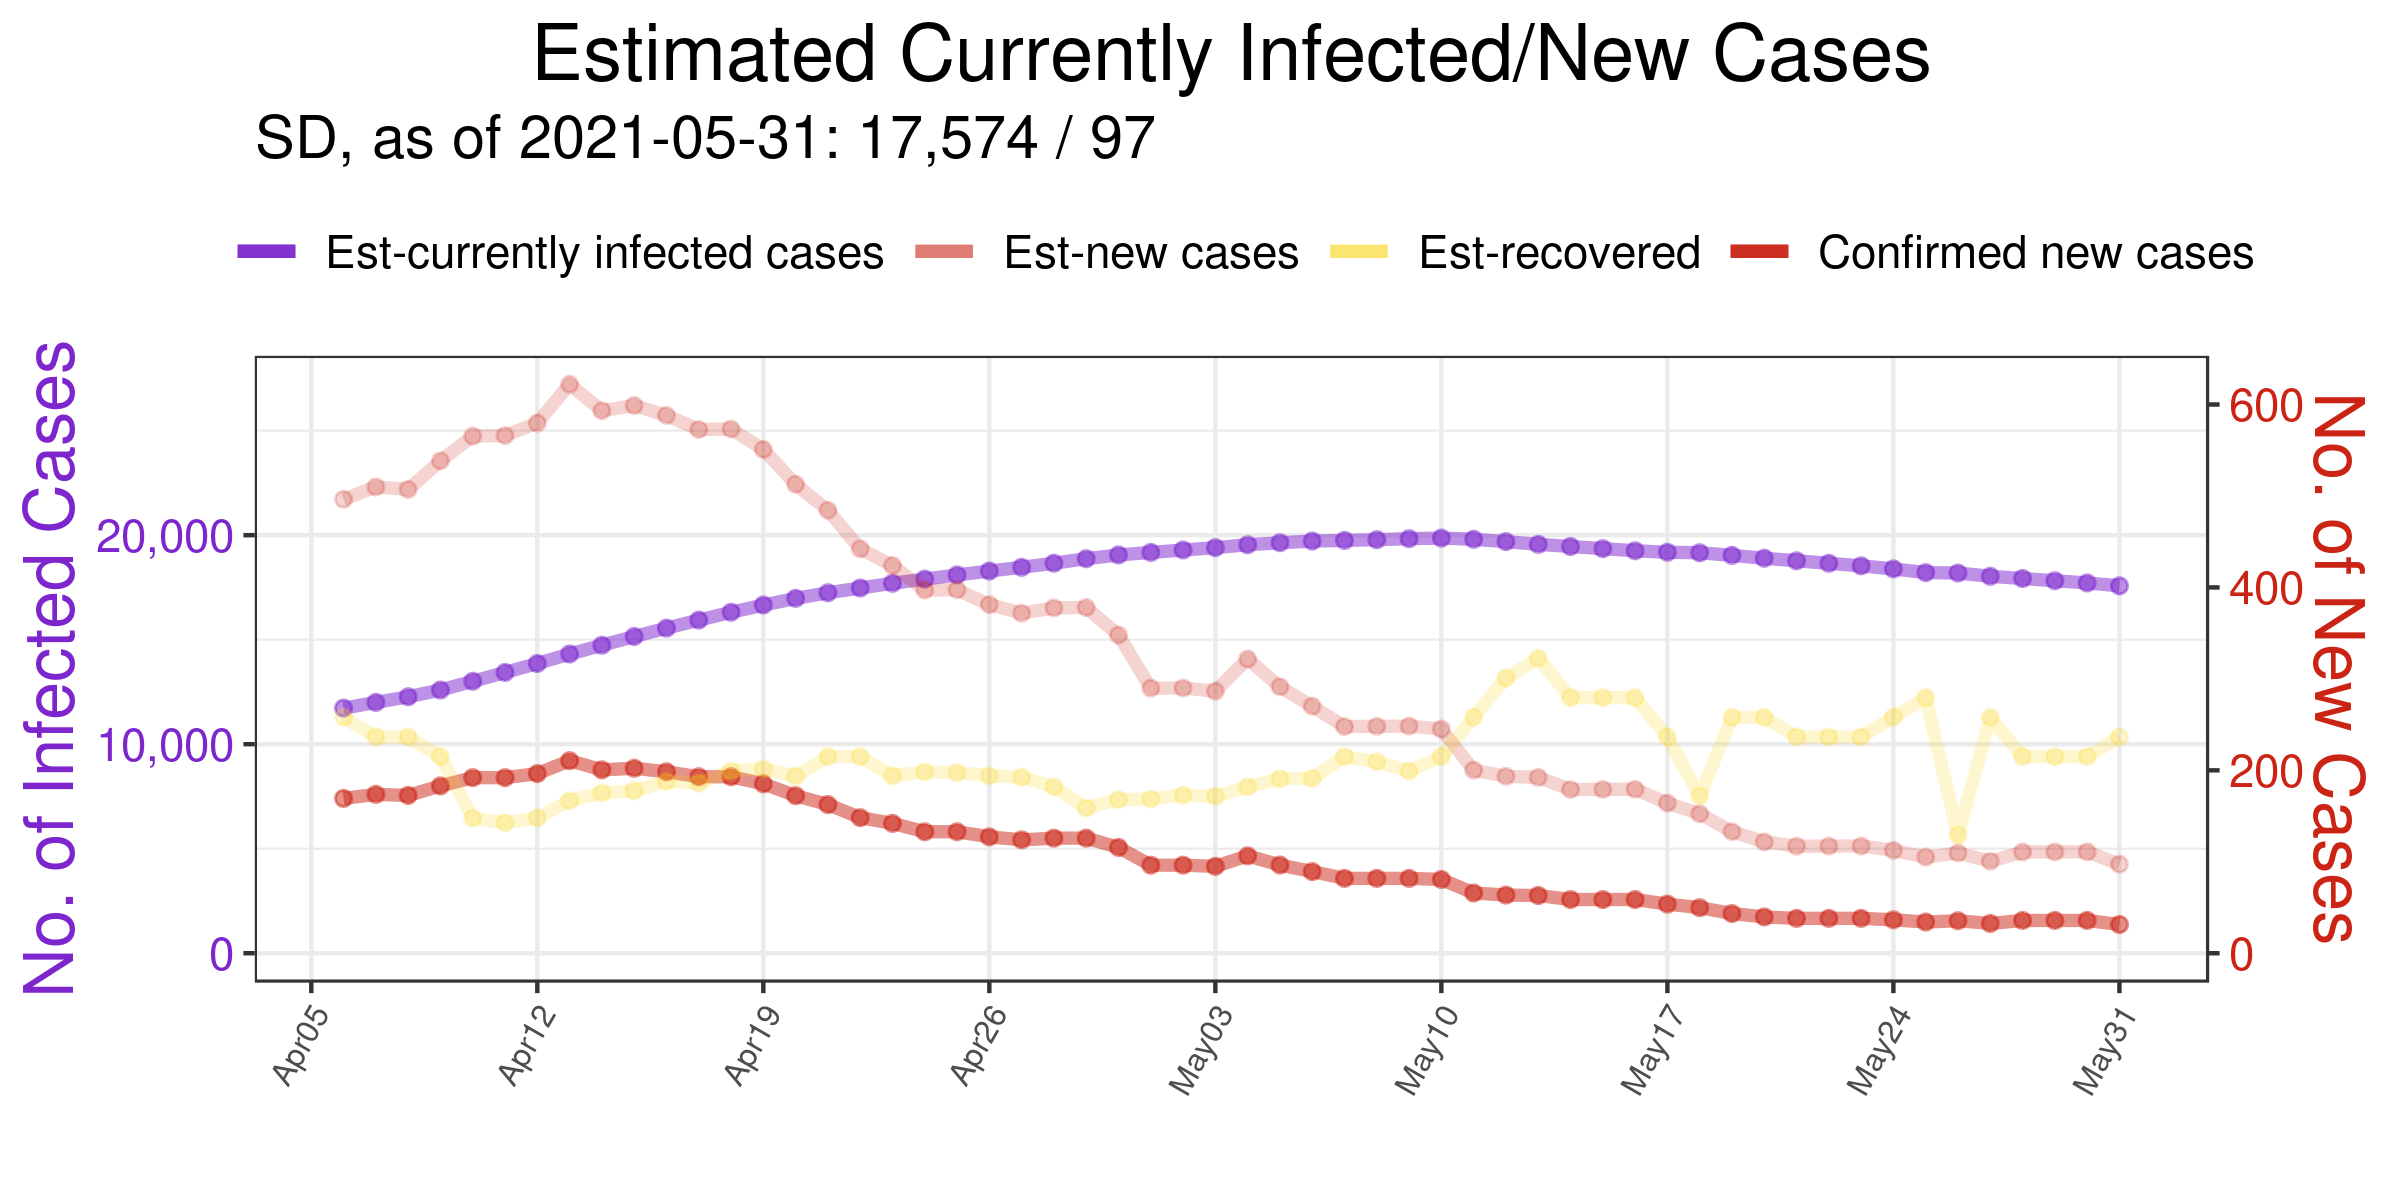 Estimated Currently Infected/New Cases
SD, as of 2021-05-31: 17,574 / 97
Est-currently infected cases Est-new cases Est-recovered Confirmed new cases
No. of Infected Cases
20,000
10,000
0
600
400
200
0
No. of New Cases
Apr05 Apr12 Apr19 Apr26 May03 May10 May17 May24 May31